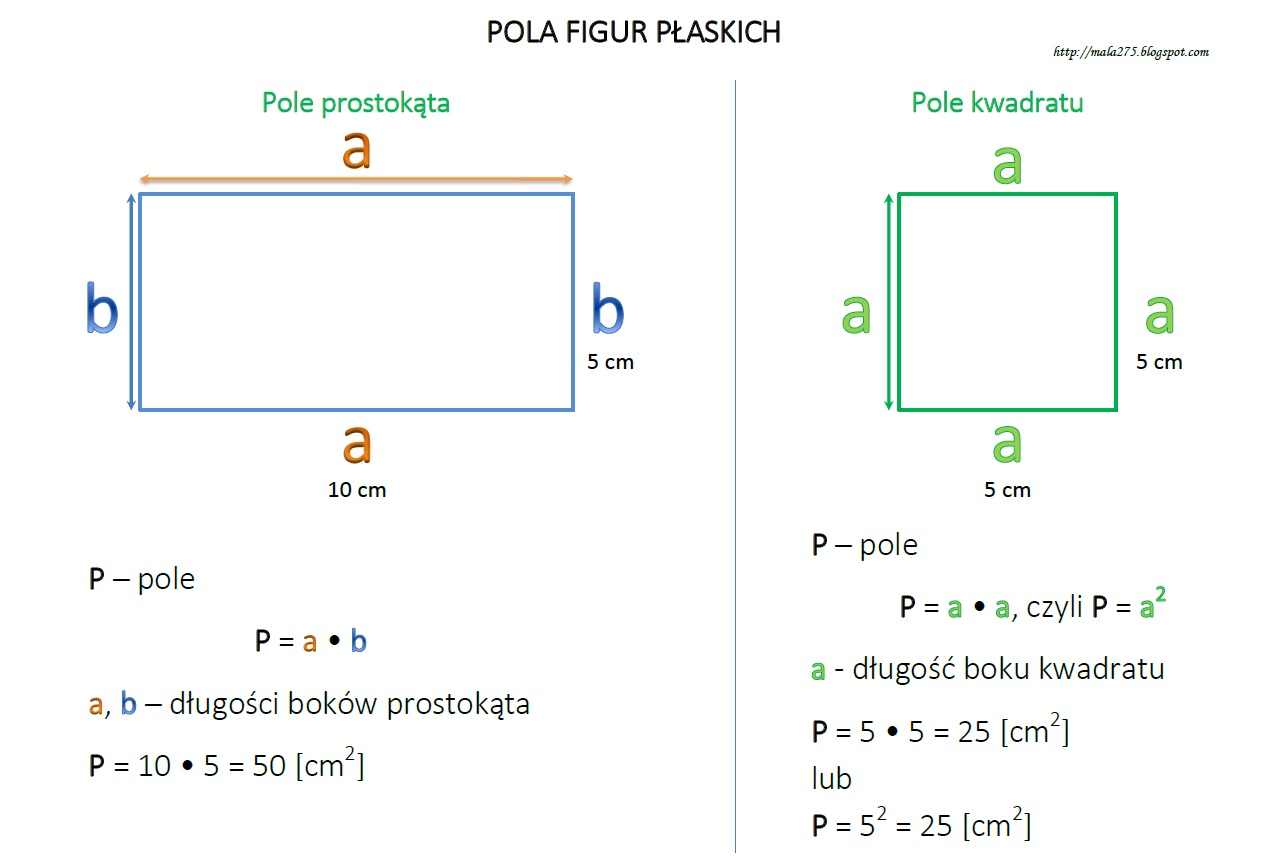 POLA FIGUR PŁASKICH
http://mala275.blogspot.com
Pole prostokąta
a
b
b
5 cm
a
10 cm
P – pole
P = a • b
a, b – długości boków prostokąta
P = 10 • 5 = 50 [cm²]
Pole kwadratu
a
a
a
5 cm
a
5 cm
P – pole
P = a • a, czyli P = a²
a - długość boku kwadratu
P = 5 • 5 = 25 [cm²]
lub
P = 5² = 25 [cm²]